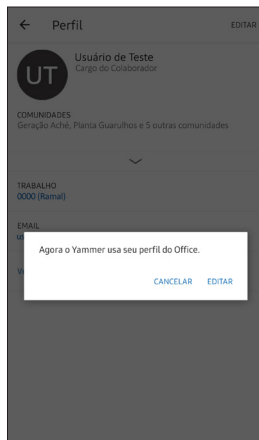 ← Perfil EDITAR
UT
Usuário de Teste
Cargo do Colaborador
COMUNIDADES
Geração Aché, Planta Guarulhos e 5 outras comunidades
TRABALHO
0000 (Ramal)
EMAIL
Agora o Yammer usa seu perfil do Office.
CANCELAR EDITAR